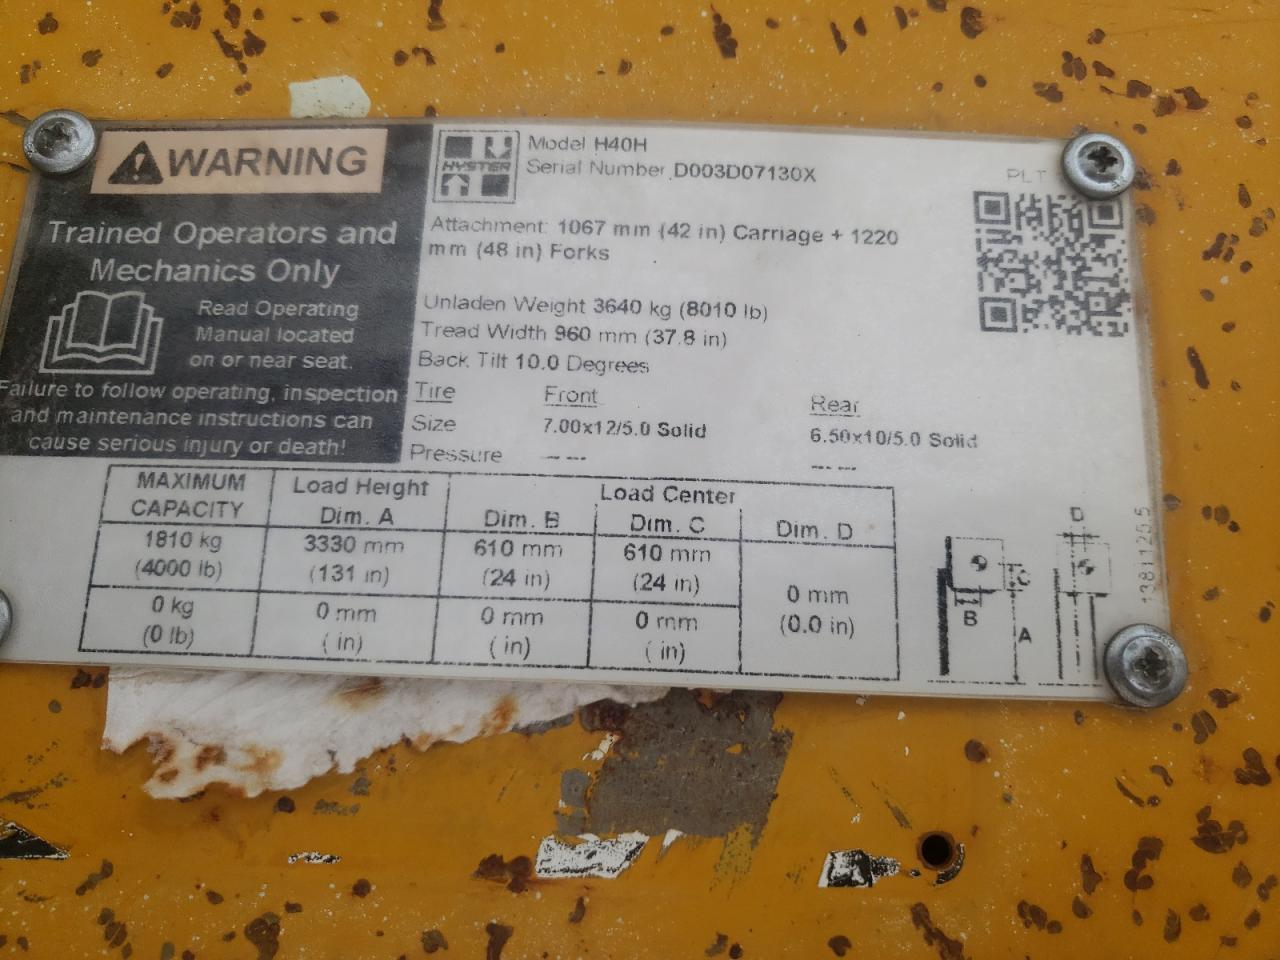 WARNING
Trained Operators and
Mechanics Only
Read Operating
Manual located
on or near seat.
Failure to follow operating, inspection
and maintenance instructions can
cause serious injury or death!
HYSTER
Model H40H
Serial Number D003D07130X
PLT
Attachment: 1067 mm (42 in) Carriage + 1220
mm (48 in) Forks
Unladen Weight 3640 kg (8010 lb)
Tread Width 960 mm (37.8 in)
Back Tilt 10.0 Degrees
Tire Front Rear
Size 7.00x12/5.0 Solid 6.50x10/5.0 Solid
Pressure -- -- -- --
MAXIMUM Load Height Load Center
CAPACITY Dim. A Dim. B Dim. C Dim. D
1810 kg 3330 mm 610 mm 610 mm
(4000 lb) (131 in) (24 in) (24 in)
0 mm
(0.0 in)
0 kg 0 mm 0 mm 0 mm
(0 lb) ( in) ( in) ( in)
D
C
B
A